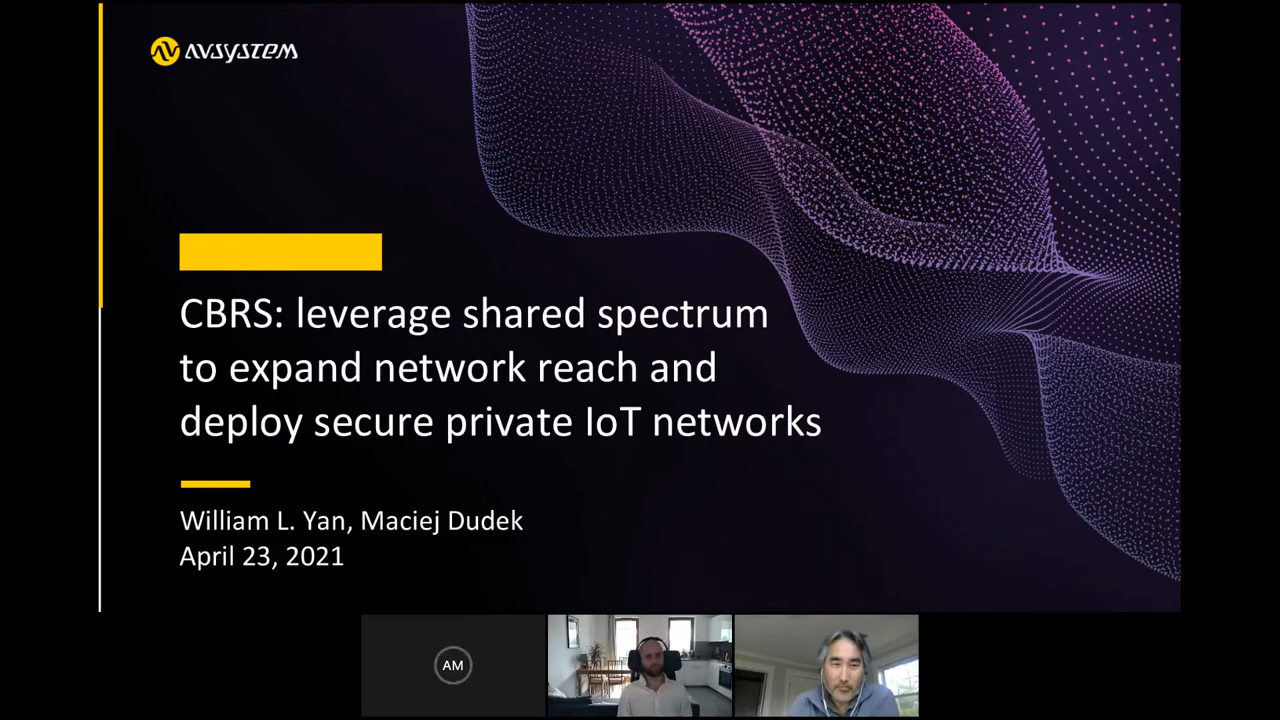 AVSYSTEM
CBRS: leverage shared spectrum
to expand network reach and
deploy secure private IoT networks
William L. Yan, Maciej Dudek
April 23, 2021
AM